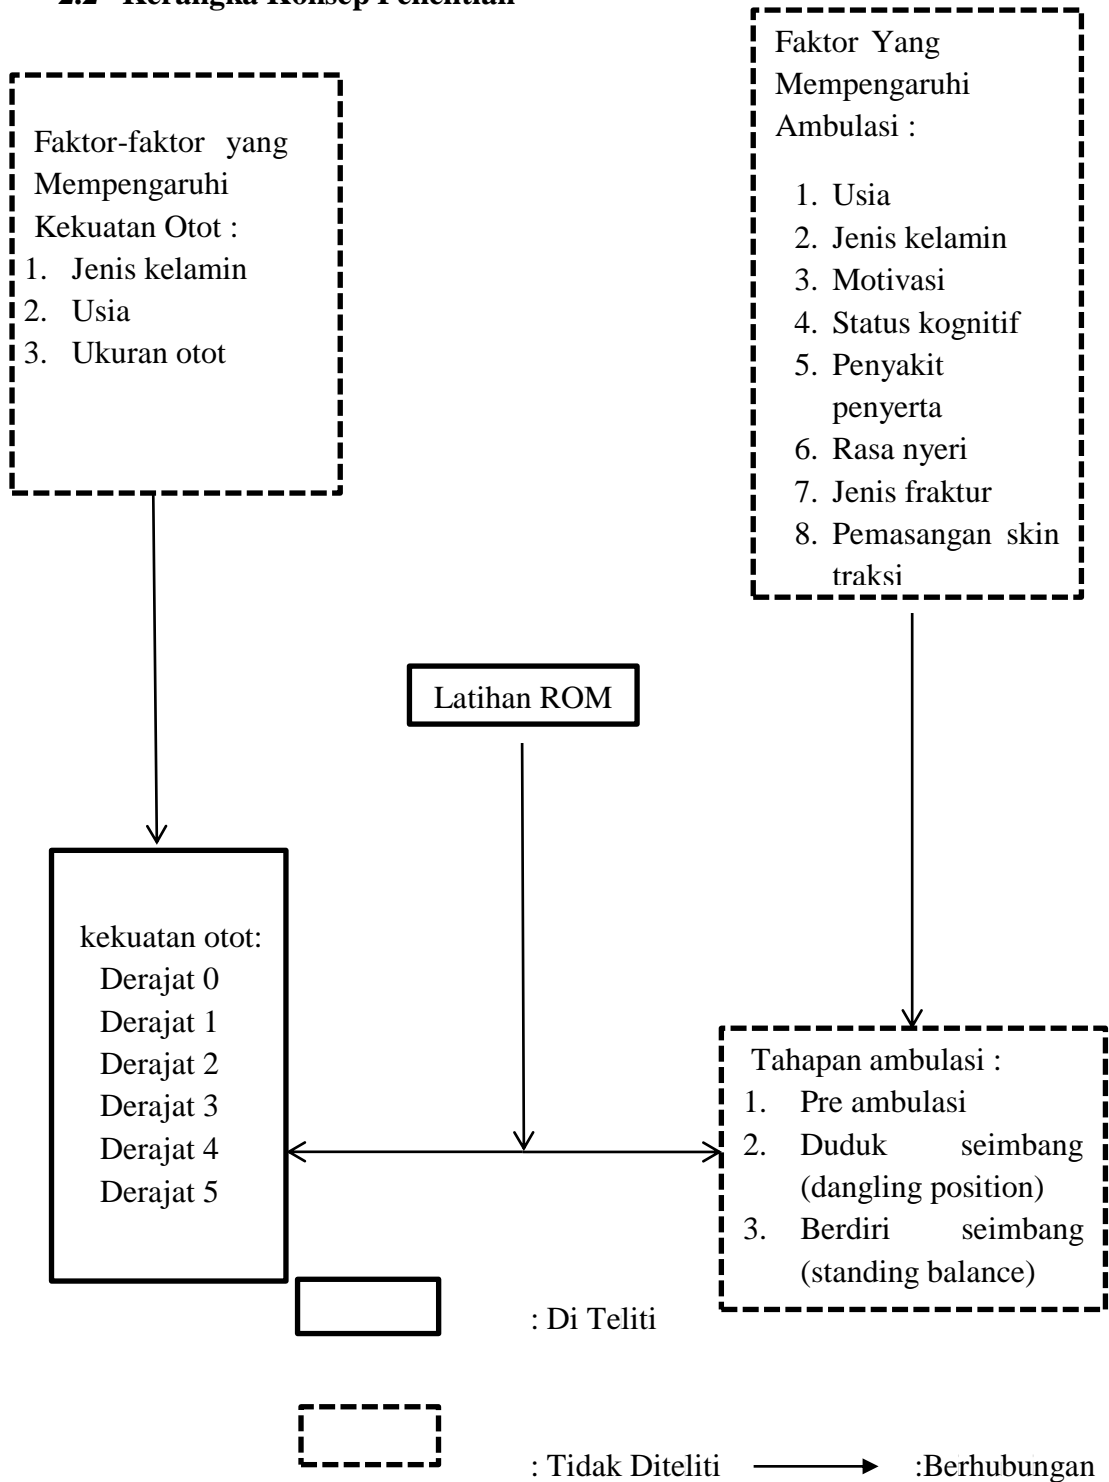 2.2 Kerangka Konsep Penelitian
Faktor-faktor yang
Mempengaruhi
Kekuatan Otot :
1. Jenis kelamin
2. Usia
3. Ukuran otot
Faktor Yang
Mempengaruhi
Ambulasi :
1. Usia
2. Jenis kelamin
3. Motivasi
4. Status kognitif
5. Penyakit
penyerta
6. Rasa nyeri
7. Jenis fraktur
8. Pemasangan skin
traksi
Latihan ROM
kekuatan otot:
Derajat 0
Derajat 1
Derajat 2
Derajat 3
Derajat 4
Derajat 5
Tahapan ambulasi :
1. Pre ambulasi
2. Duduk seimbang
(dangling position)
3. Berdiri seimbang
(standing balance)
: Di Teliti
: Tidak Diteliti
:Berhubungan